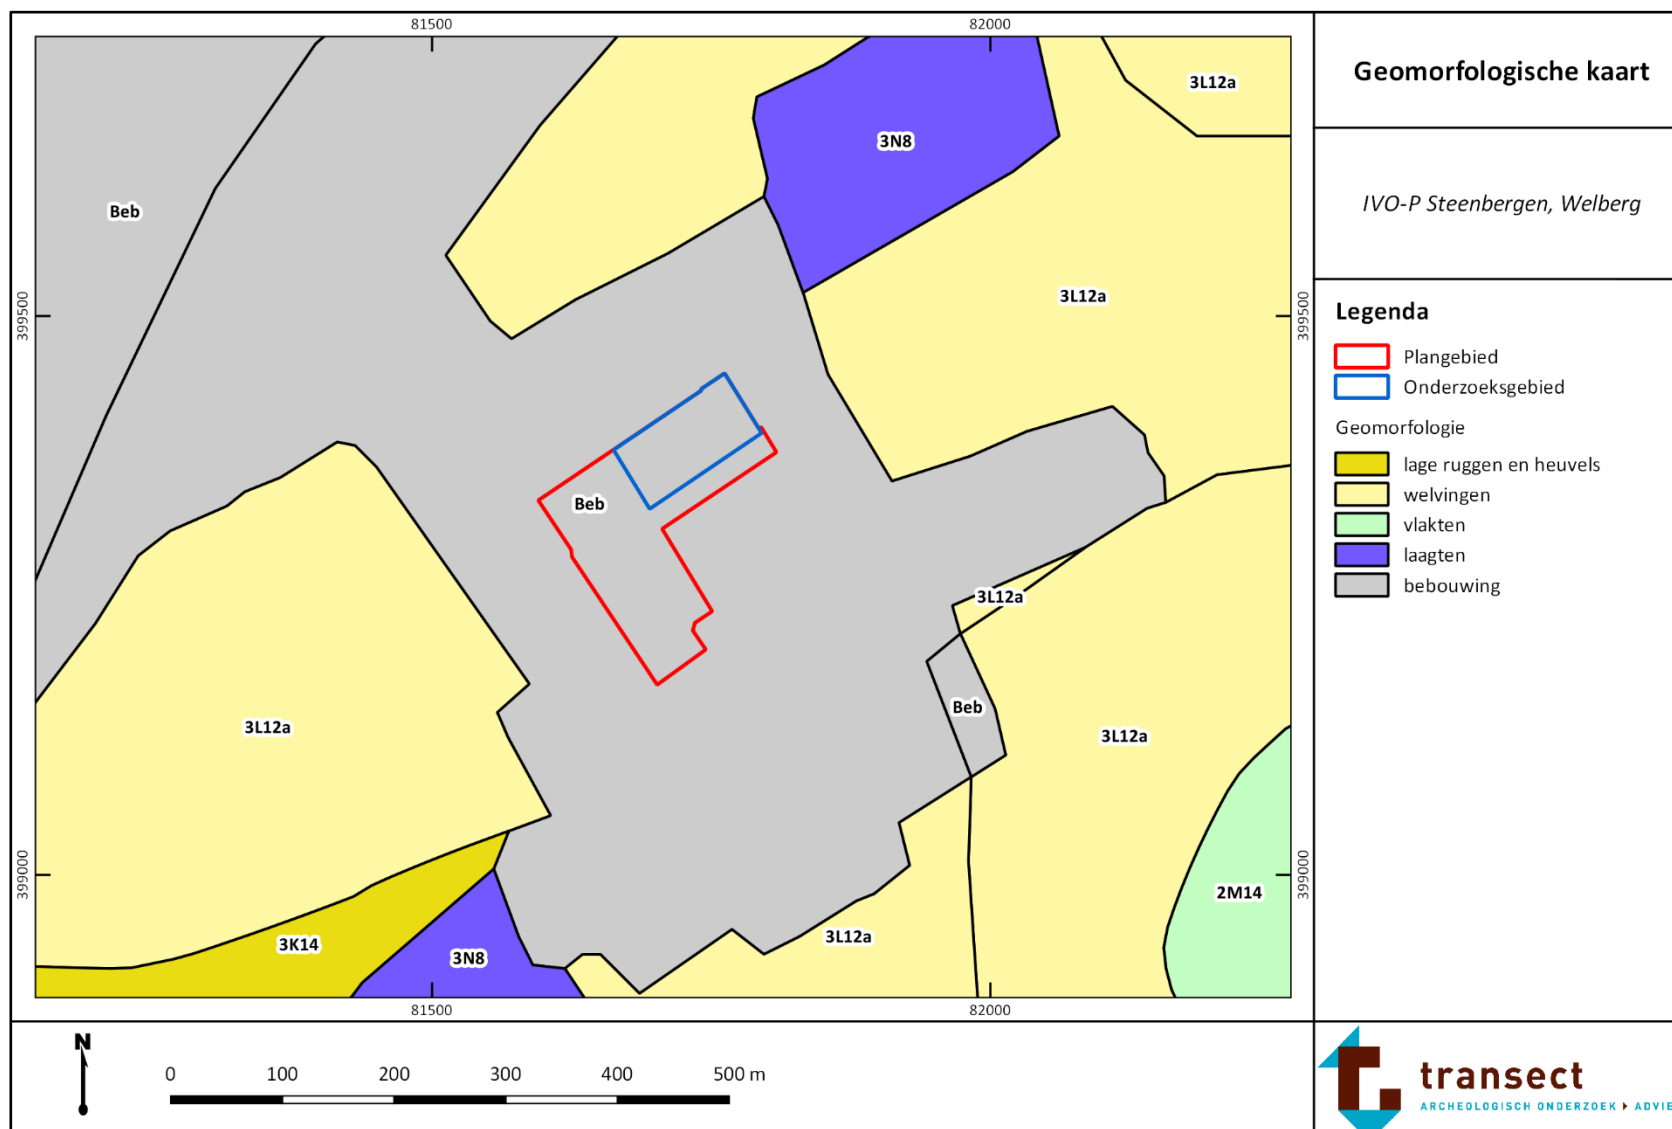 81500
82000
Geomorfologische kaart
3L12a
3N8
IVO-P Steenbergen, Welberg
Beb
3L12a
399500
399500
Legenda
Plangebied
Onderzoeksgebied
Geomorfologie
lage ruggen en heuvels
welvingen
vlakten
laagten
bebouwing
Beb
3L12a
Beb
3L12a
3L12a
399000
399000
2M14
3K14
3N8
3L12a
81500
82000
N
0 100 200 300 400 500 m
transect
ARCHEOLOGISCH ONDERZOEK ADVIE